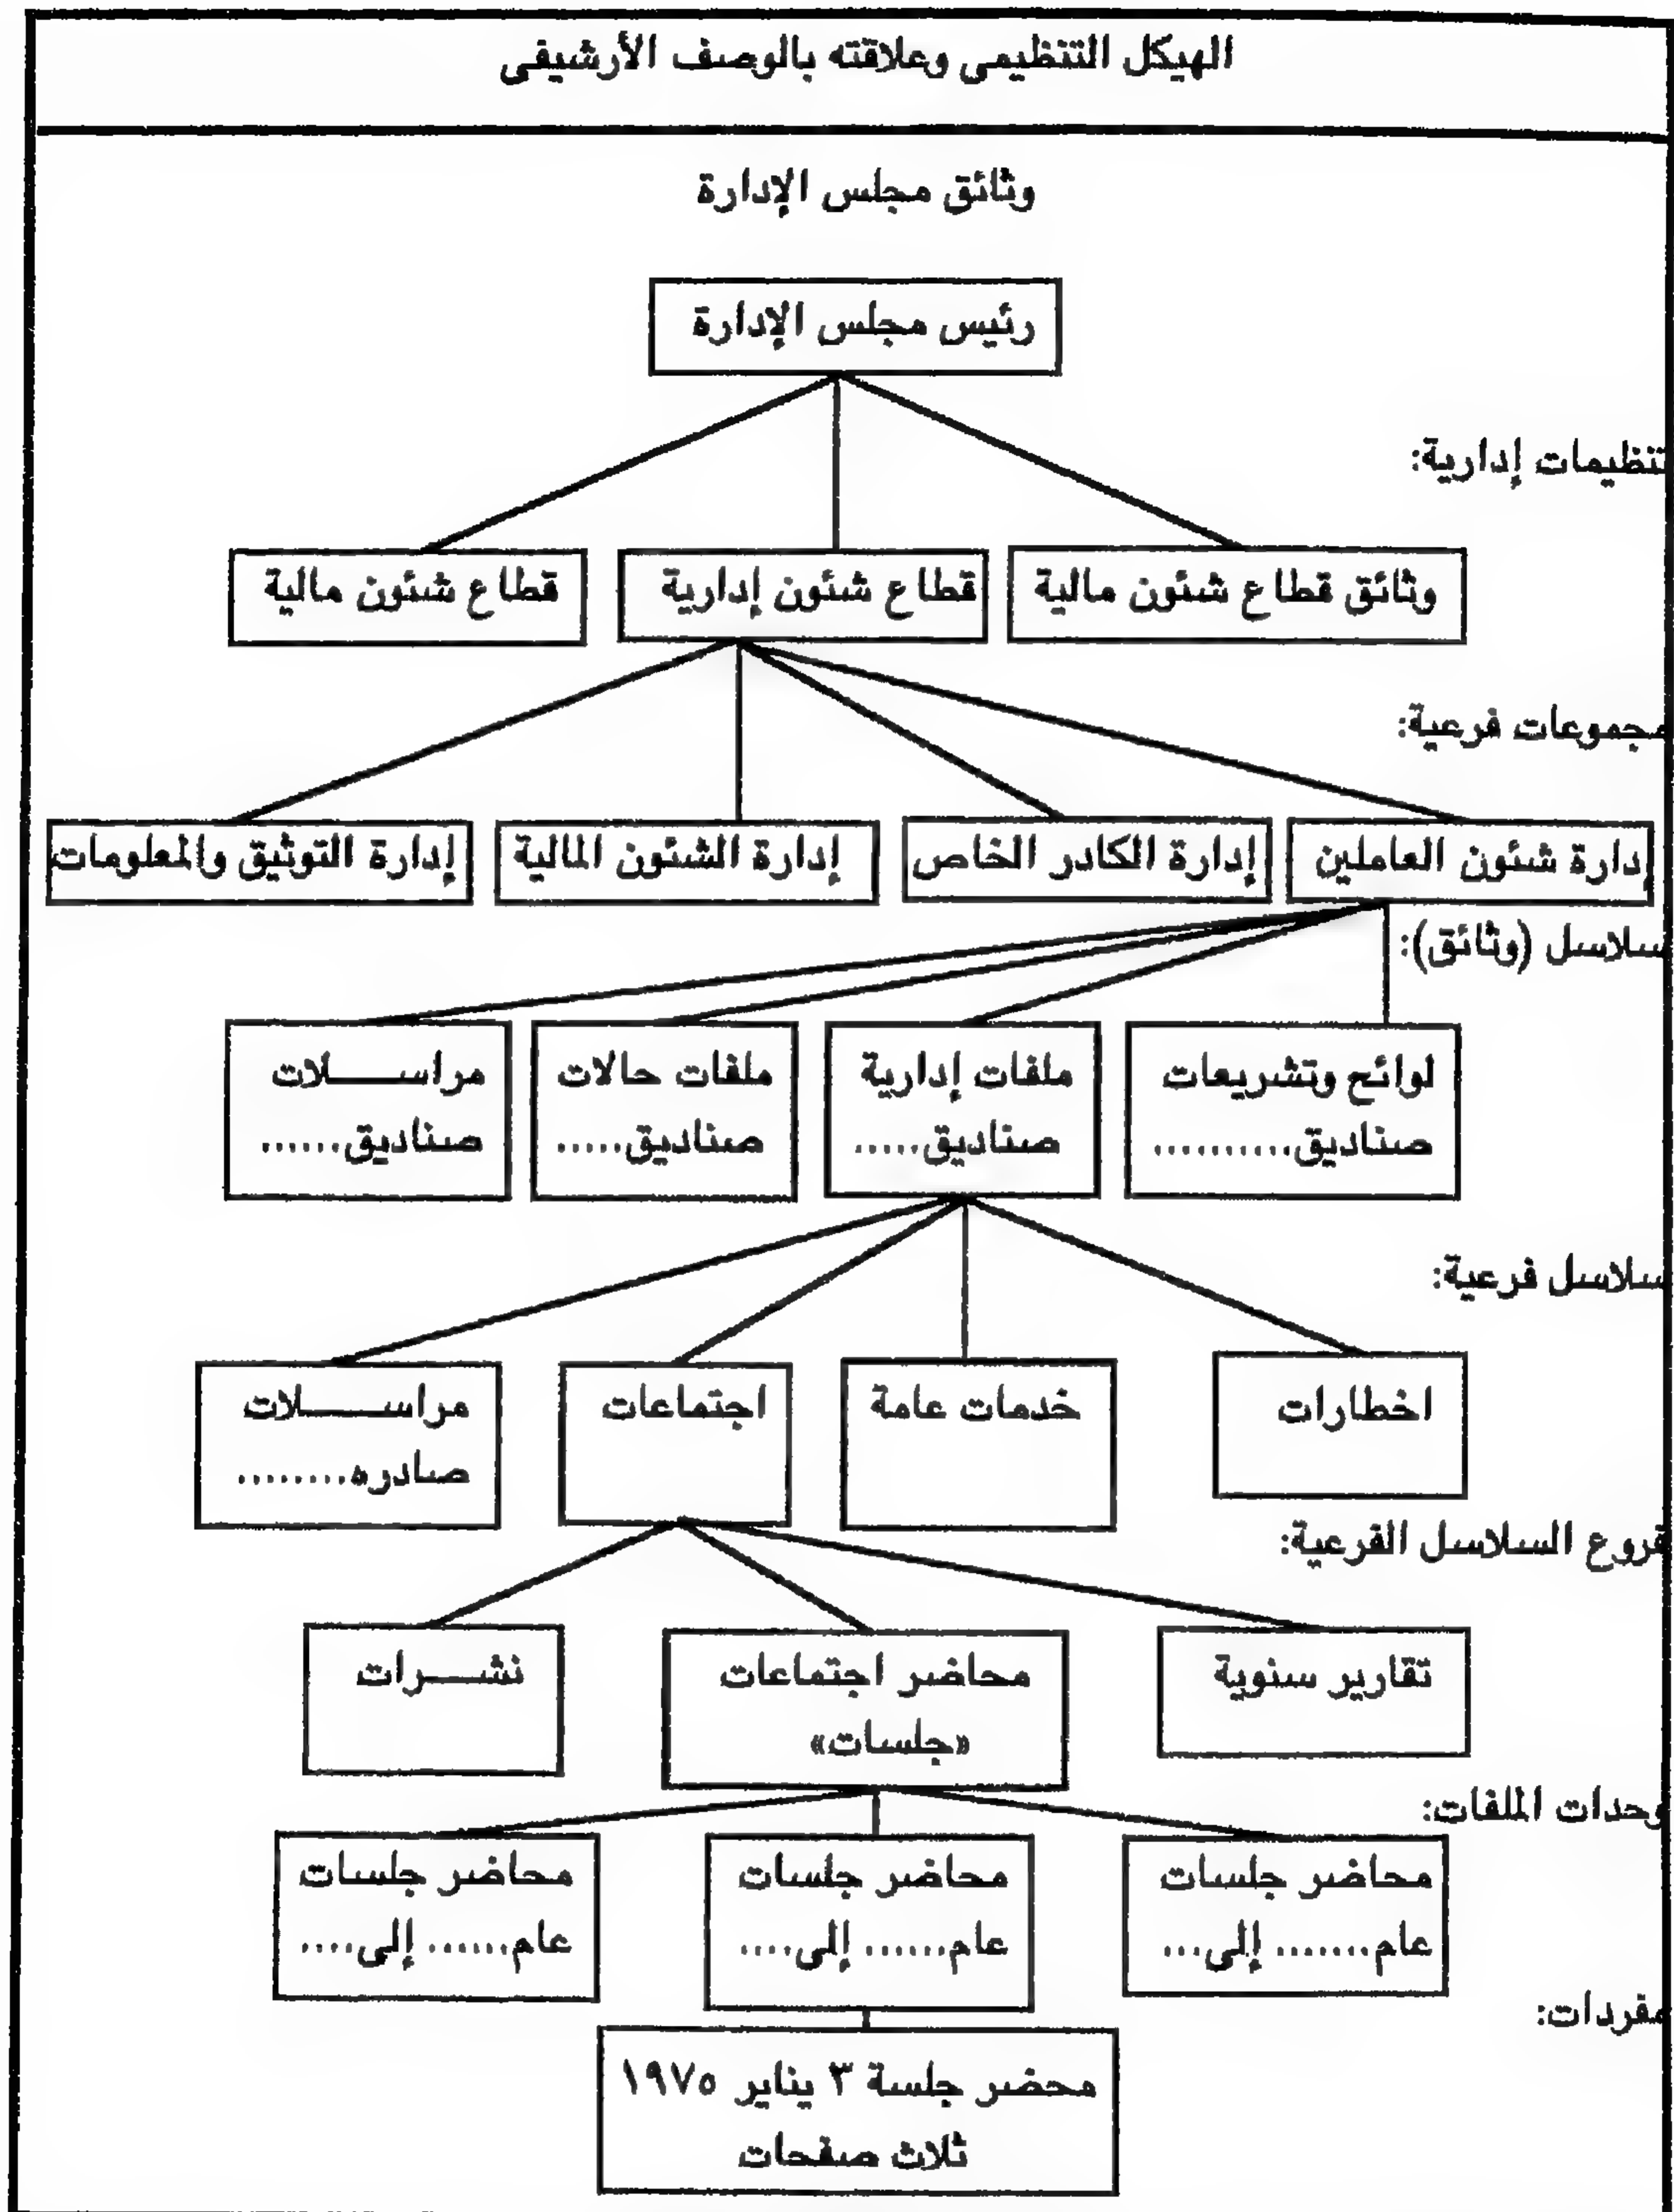 الهيكل التنظيمى وعلاقته بالوصف الأرشيفى
وثائق مجلس الإدارة
رئيس مجلس الإدارة
تنظيمات إدارية:
وثائق قطاع شئون مالية
قطاع شئون إدارية
قطاع شئون مالية
مجموعات فرعية:
إدارة شئون العاملين
إدارة الكادر الخاص
إدارة الشئون المالية
إدارة التوثيق والمعلومات
سلاسل (وثائق):
لوائح وتشريعات
صناديق..........
ملفات إدارية
صناديق.....
ملفات حالات
صناديق.....
مراســـلات
صناديق......
سلاسل فرعية:
اخطارات
خدمات عامة
اجتماعات
مراســـلات
صادره........
فروع السلاسل الفرعية:
تقارير سنوية
محاضر اجتماعات
«جلسات»
نشـــرات
وحدات الملفات:
محاضر جلسات
عام....... إلى...
محاضر جلسات
عام...... إلى....
محاضر جلسات
عام...... إلى....
مفردات:
محضر جلسة ٣ يناير ١٩٧٥
ثلاث صفحات